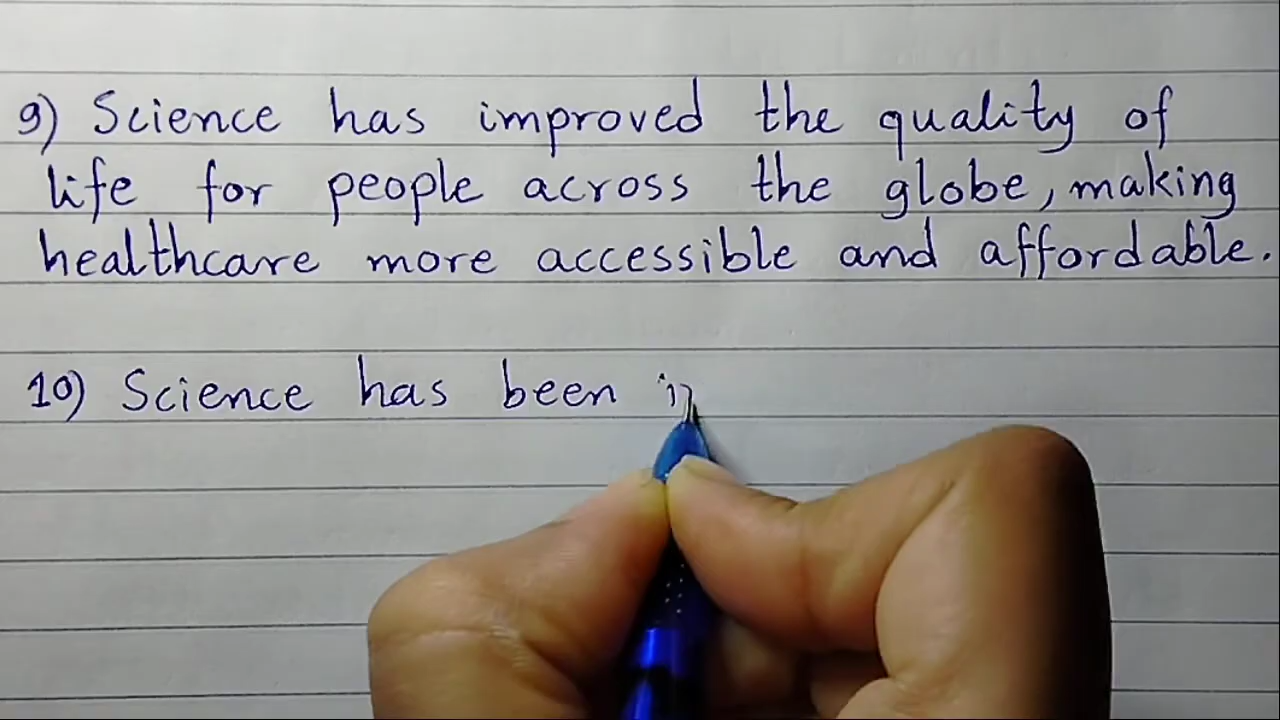 9) Science has improved the quality of
life for people across the globe, making
healthcare more accessible and affordable.
10) Science has been